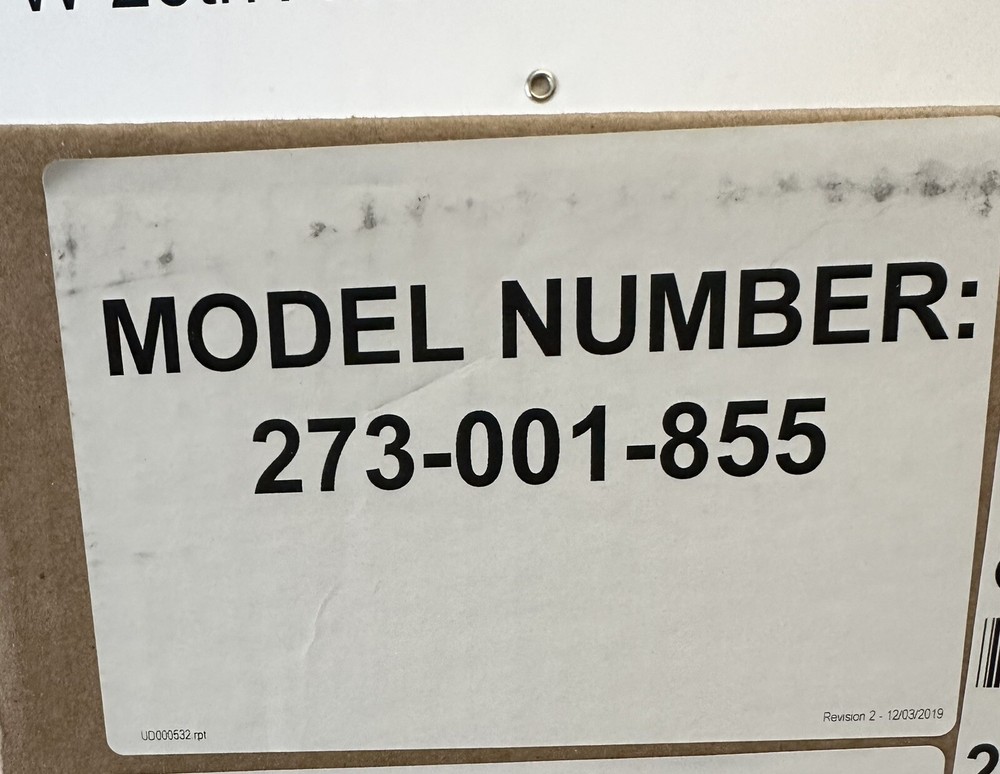 MODEL NUMBER:
273-001-855
UD000532.rpt
Revision 2 - 12/03/2019